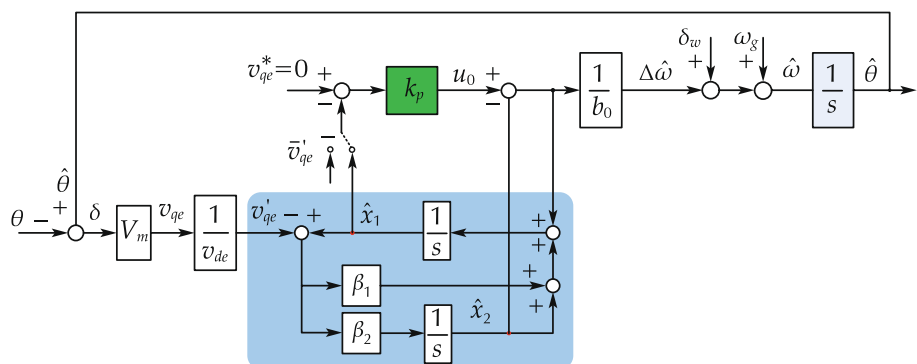 v*qe=0
+
−
kp
u0
+
−
1/b0
Δω̂
δw
+
ωg
+
ω̂
1/s
θ̂
v̄'qe
−
θ
−
+
θ̂
δ
Vm
vqe
1/vde
v'qe
−
+
x̂1
1/s
+
+
β1
+
+
β2
1/s
x̂2